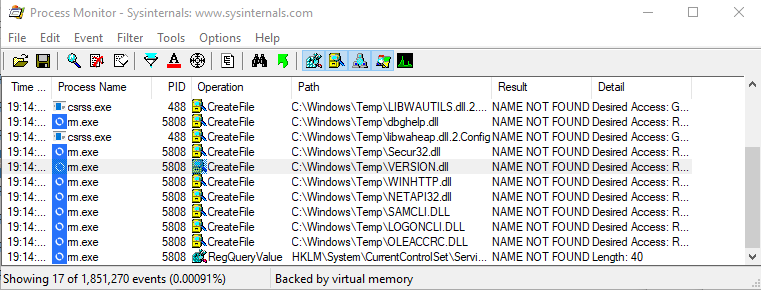 Process Monitor - Sysinternals: www.sysinternals.com
File Edit Event Filter Tools Options Help
Time ... Process Name PID Operation Path Result Detail
19:14:... csrss.exe 488 CreateFile C:\Windows\Temp\LIBWAUTILS.dll.2.... NAME NOT FOUND Desired Access: G...
19:14:... rm.exe 5808 CreateFile C:\Windows\Temp\dbghelp.dll NAME NOT FOUND Desired Access: R...
19:14:... csrss.exe 488 CreateFile C:\Windows\Temp\libwaheap.dll.2.Config NAME NOT FOUND Desired Access: G...
19:14:... rm.exe 5808 CreateFile C:\Windows\Temp\Secur32.dll NAME NOT FOUND Desired Access: R...
19:14:... rm.exe 5808 CreateFile C:\Windows\Temp\VERSION.dll NAME NOT FOUND Desired Access: R...
19:14:... rm.exe 5808 CreateFile C:\Windows\Temp\WINHTTP.dll NAME NOT FOUND Desired Access: R...
19:14:... rm.exe 5808 CreateFile C:\Windows\Temp\NETAPI32.dll NAME NOT FOUND Desired Access: R...
19:14:... rm.exe 5808 CreateFile C:\Windows\Temp\SAMCLI.DLL NAME NOT FOUND Desired Access: R...
19:14:... rm.exe 5808 CreateFile C:\Windows\Temp\LOGONCLI.DLL NAME NOT FOUND Desired Access: R...
19:14:... rm.exe 5808 CreateFile C:\Windows\Temp\OLEACCRC.DLL NAME NOT FOUND Desired Access: R...
19:14:... rm.exe 5808 RegQueryValue HKLM\System\CurrentControlSet\Servi... NAME NOT FOUND Length: 40
Showing 17 of 1,851,270 events (0.00091%) Backed by virtual memory